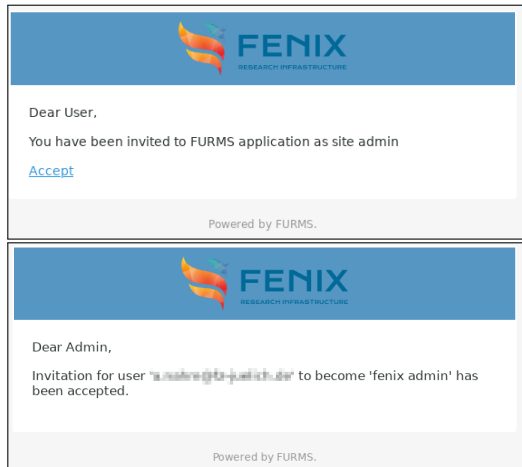 FENIX
RESEARCH INFRASTRUCTURE
Dear User,
You have been invited to FURMS application as site admin
Accept
Powered by FURMS.
FENIX
RESEARCH INFRASTRUCTURE
Dear Admin,
Invitation for user ' ' to become 'fenix admin' has
been accepted.
Powered by FURMS.